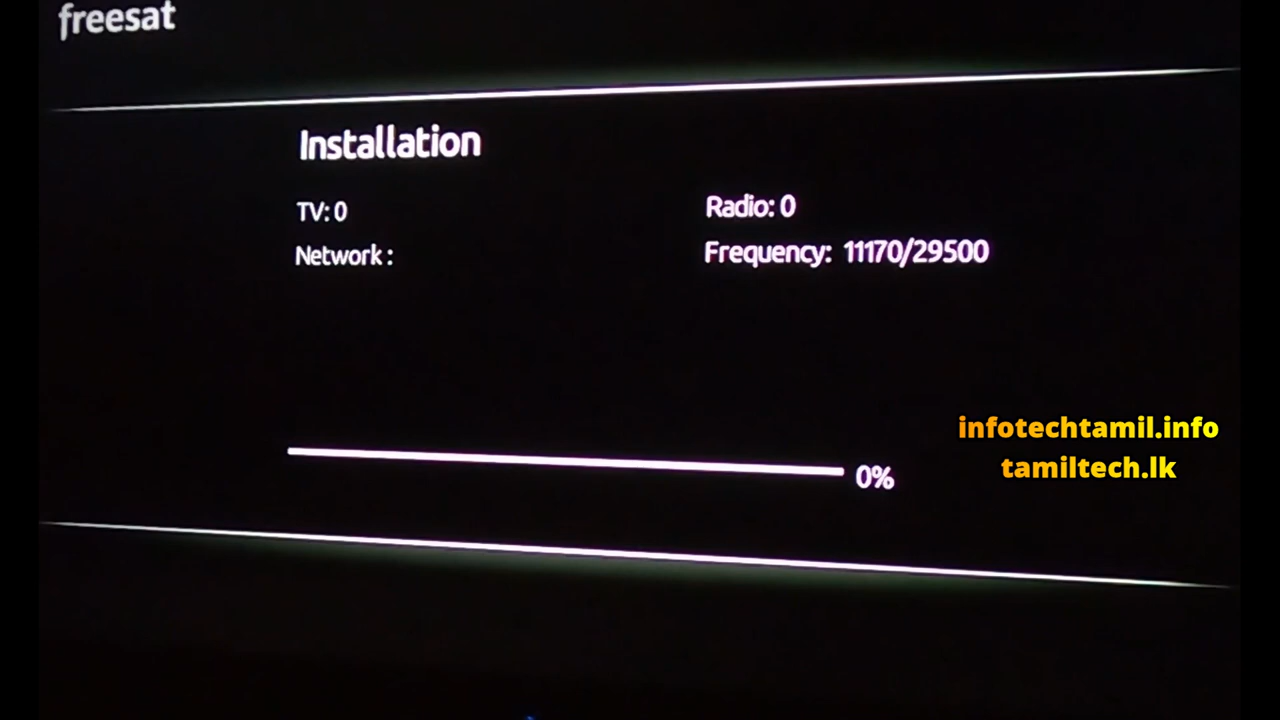 freesat
Installation
TV: 0
Radio: 0
Network :
Frequency: 11170/29500
0%
infotechtamil.info
tamiltech.lk